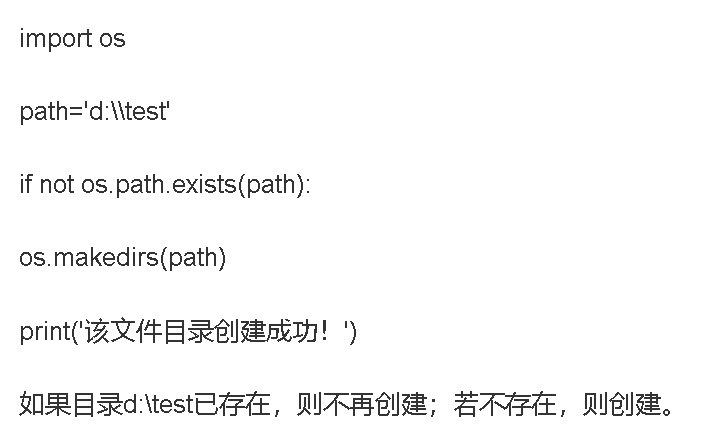 import os
path='d:\\test'
if not os.path.exists(path):
os.makedirs(path)
print('该文件目录创建成功！')
如果目录d:\test已存在，则不再创建；若不存在，则创建。